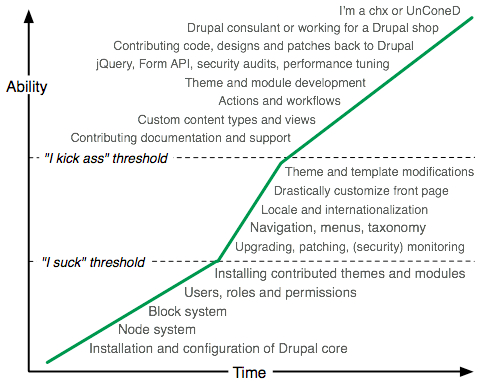 I'm a chx or UnConeD
Drupal consulant or working for a Drupal shop
Contributing code, designs and patches back to Drupal
jQuery, Form API, security audits, performance tuning
Theme and module development
Ability
Actions and workflows
Custom content types and views
Contributing documentation and support
"I kick ass" threshold
Theme and template modifications
Drastically customize front page
Locale and internationalization
Navigation, menus, taxonomy
Upgrading, patching, (security) monitoring
"I suck" threshold
Installing contributed themes and modules
Users, roles and permissions
Block system
Node system
Installation and configuration of Drupal core
Time